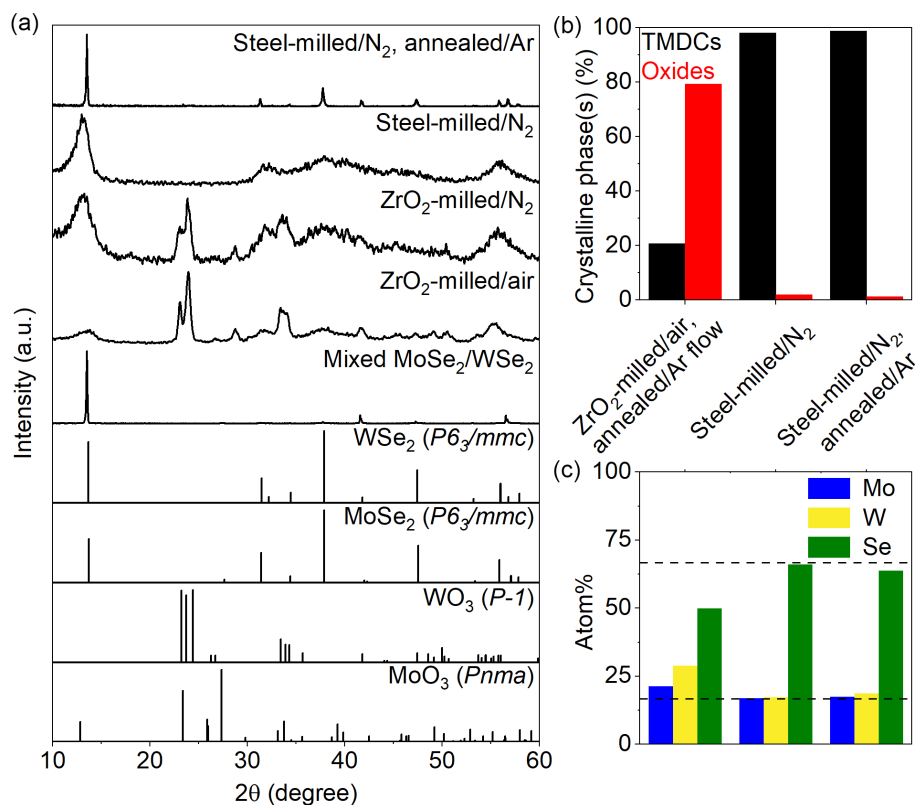 (a)
Steel-milled/N₂, annealed/Ar
Steel-milled/N₂
ZrO₂-milled/N₂
ZrO₂-milled/air
Mixed MoSe₂/WSe₂
WSe₂ (P6₃/mmc)
MoSe₂ (P6₃/mmc)
WO₃ (P-1)
MoO₃ (Pnma)
Intensity (a.u.)
10 20 30 40 50 60
2θ (degree)
(b)
TMDCs
Oxides
Crystalline phase(s) (%)
100
80
60
40
20
0
ZrO₂-milled/air,
annealed/Ar flow
Steel-milled/N₂
Steel-milled/N₂,
annealed/Ar
(c)
Mo
W
Se
Atom%
100
75
50
25
0